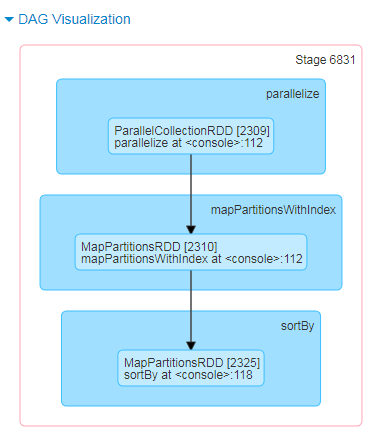 DAG Visualization
Stage 6831
parallelize
ParallelCollectionRDD [2309]
parallelize at <console>:112
mapPartitionsWithIndex
MapPartitionsRDD [2310]
mapPartitionsWithIndex at <console>:112
sortBy
MapPartitionsRDD [2325]
sortBy at <console>:118